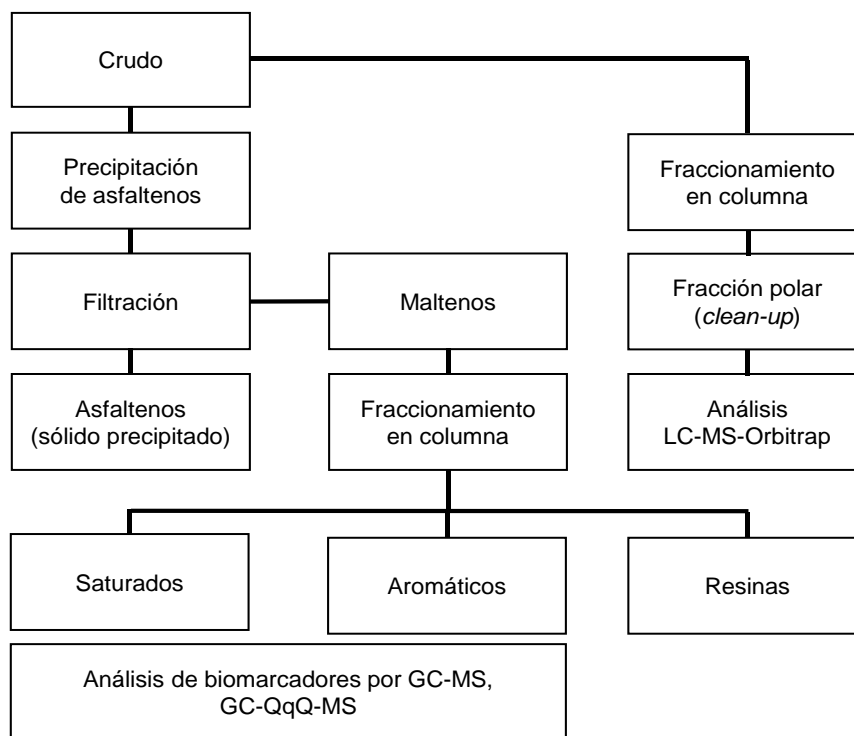 Crudo
Precipitación
de asfaltenos
Fraccionamiento
en columna
Filtración
Maltenos
Fracción polar
(clean-up)
Asfaltenos
(sólido precipitado)
Fraccionamiento
en columna
Análisis
LC-MS-Orbitrap
Saturados
Aromáticos
Resinas
Análisis de biomarcadores por GC-MS,
GC-QqQ-MS